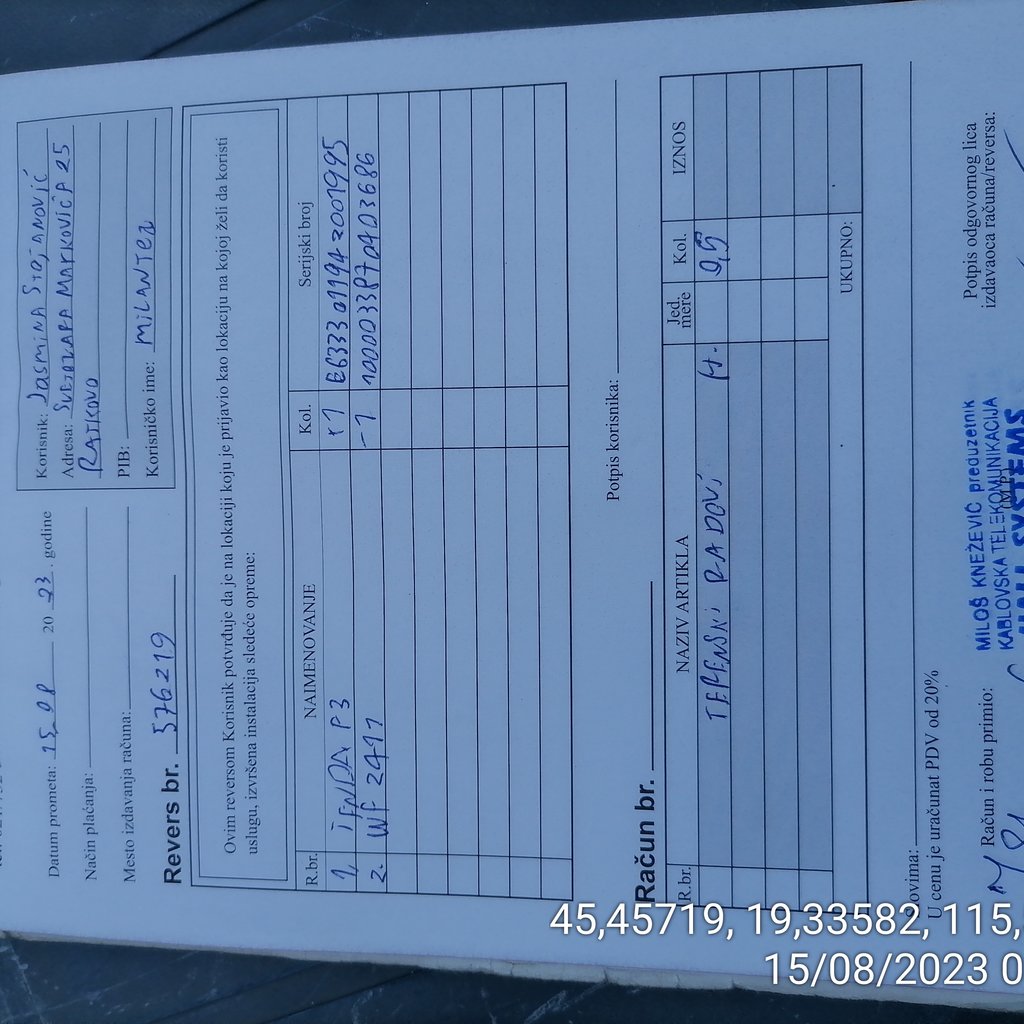 Datum prometa: 15.08 20 23. godine
Način plaćanja:
Mesto izdavanja računa:
Revers br. 576219
Korisnik: JASMINA STOJANOVIĆ
Adresa: SVETOZARA MARKOVIĆA 25
RATKOVO
PIB:
Korisničko ime: MILANTEZ
Ovim reversom Korisnik potvrđuje da je na lokaciji koju je prijavio kao lokaciju na kojoj želi da koristi
uslugu, izvršena instalacija sledeće opreme:
R.br. NAIMENOVANJE Kol. Serijski broj
1. TENDA P3 +1 E6333011942001995
2. WF 2411 -1 1000033870403686
Potpis korisnika:
Račun br.
R.br. NAZIV ARTIKLA Jed. mere Kol. IZNOS
TERENSKI RADOVI H. 0,5
UKUPNO:
Slovima:
U cenu je uračunat PDV od 20%
Račun i robu primio:
MILOŠ KNEŽEVIĆ preduzetnik
KABLOVSKA TELEKOMUNIKACIJA
SYSTEMS
Potpis odgovornog lica
izdavaoca računa/reversa:
45,45719, 19,33582, 115,
15/08/2023 0